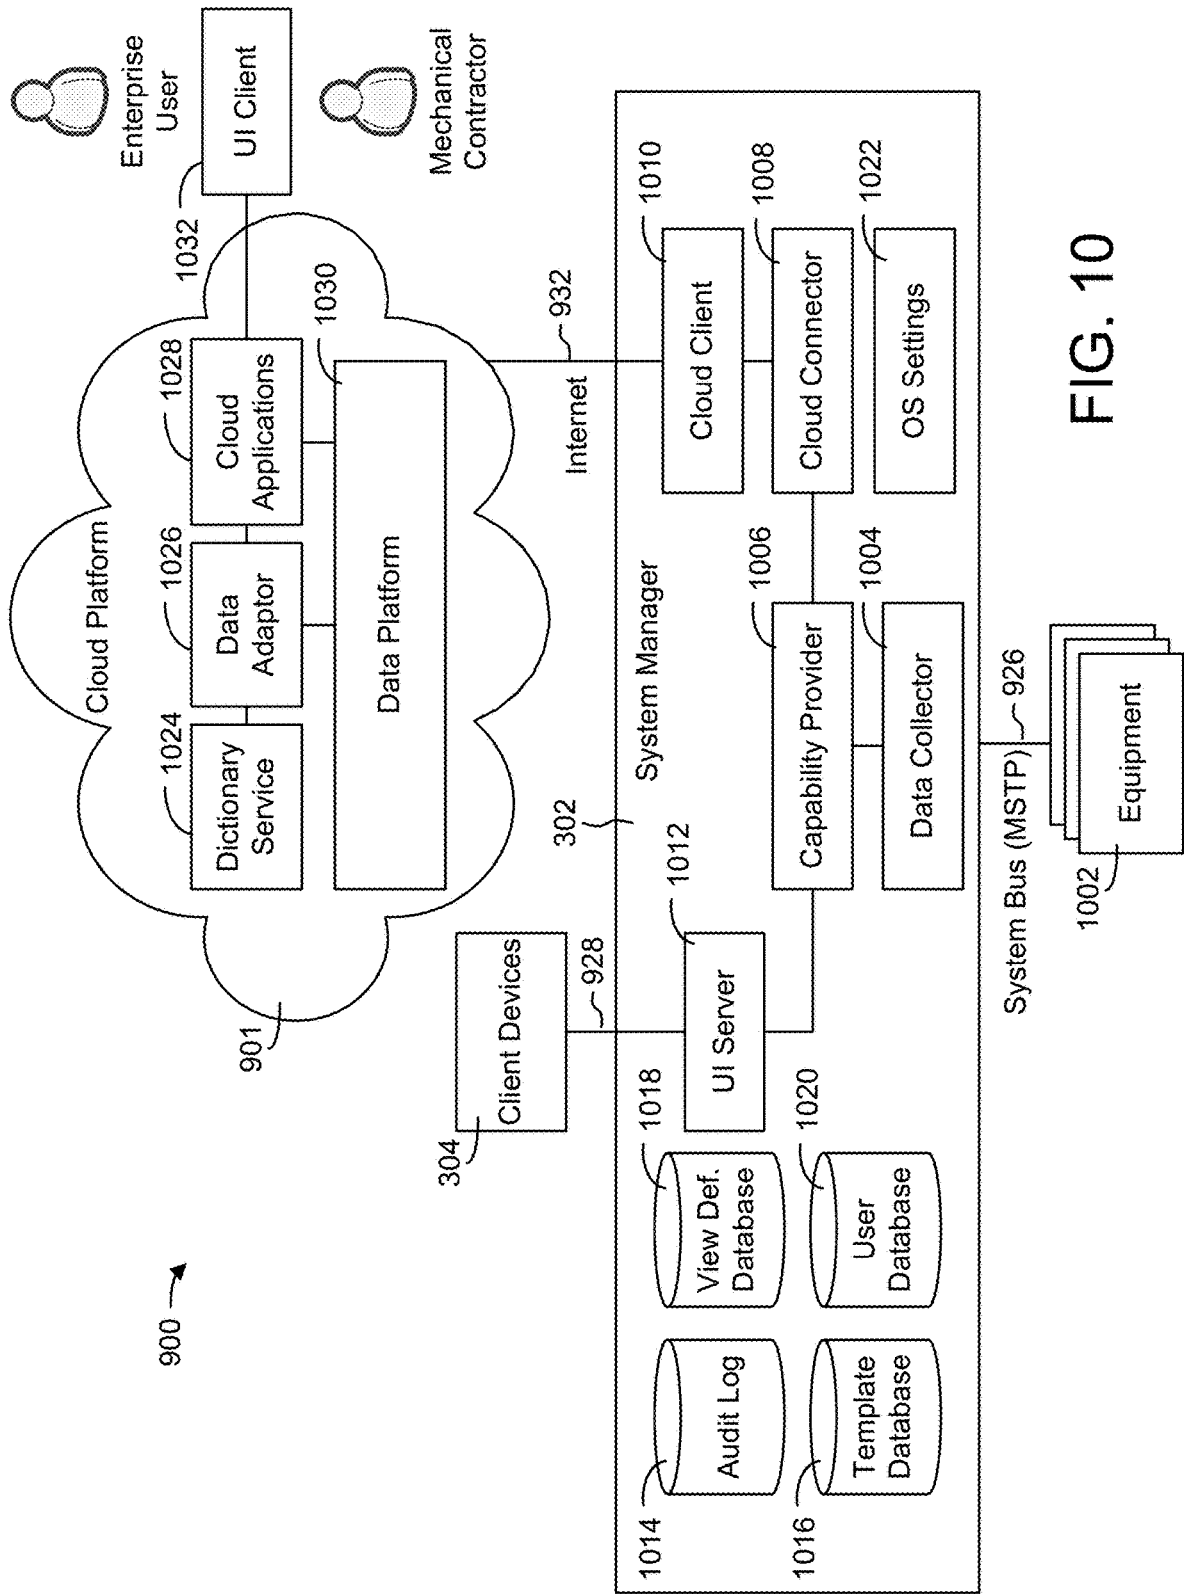 900
901
Cloud Platform
1024
Dictionary
Service
1026
Data
Adaptor
1028
Cloud
Applications
1030
Data Platform
1032
UI Client
Enterprise
User
Mechanical
Contractor
304
Client Devices
928
Internet
932
302
System Manager
1014
Audit Log
1018
View Def.
Database
1016
Template
Database
1020
User
Database
1012
UI Server
1006
Capability Provider
1004
Data Collector
1010
Cloud Client
1008
Cloud Connector
1022
OS Settings
System Bus (MSTP)
926
1002
Equipment
FIG. 10